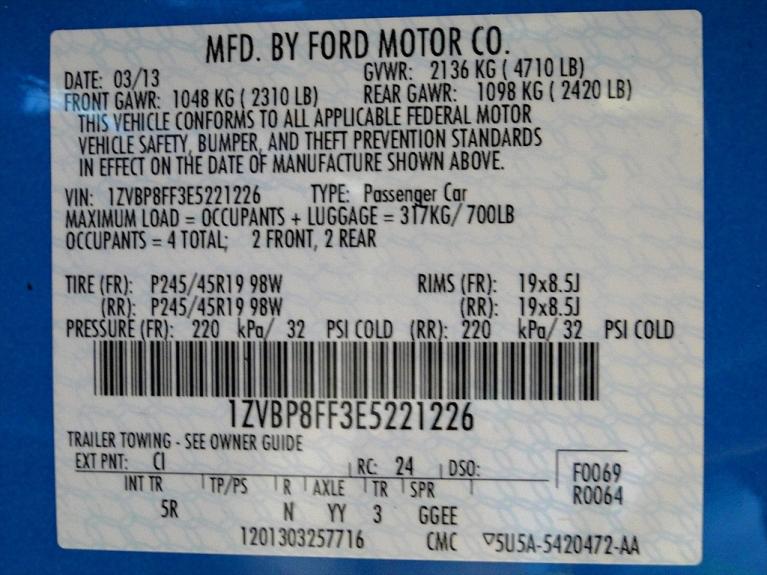 MFD. BY FORD MOTOR CO.
DATE: 03/13 GVWR: 2136 KG ( 4710 LB)
FRONT GAWR: 1048 KG ( 2310 LB) REAR GAWR: 1098 KG ( 2420 LB)
THIS VEHICLE CONFORMS TO ALL APPLICABLE FEDERAL MOTOR
VEHICLE SAFETY, BUMPER, AND THEFT PREVENTION STANDARDS
IN EFFECT ON THE DATE OF MANUFACTURE SHOWN ABOVE.
VIN: 1ZVBP8FF3E5221226 TYPE: Passenger Car
MAXIMUM LOAD = OCCUPANTS + LUGGAGE = 317KG/ 700LB
OCCUPANTS = 4 TOTAL; 2 FRONT, 2 REAR
TIRE (FR): P245/45R19 98W RIMS (FR): 19x8.5J
(RR): P245/45R19 98W (RR): 19x8.5J
PRESSURE (FR): 220 kPa/ 32 PSI COLD (RR): 220 kPa/ 32 PSI COLD
1ZVBP8FF3E5221226
TRAILER TOWING - SEE OWNER GUIDE
EXT PNT: CI RC: 24 DSO: F0069
INT TR TP/PS R AXLE TR SPR R0064
5R N YY 3 GGEE
1201303257716 CMC ▽5U5A-5420472-AA